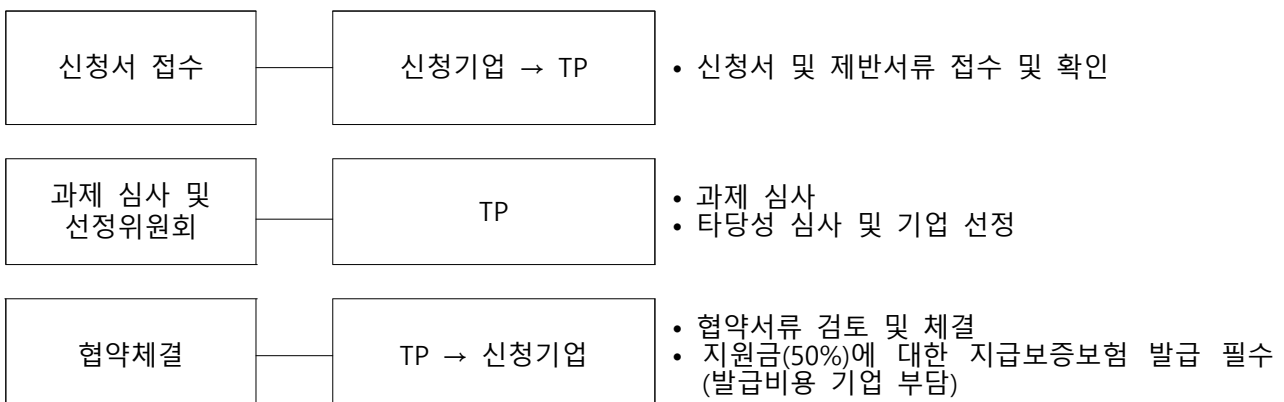 신청서 접수
신청기업 → TP
• 신청서 및 제반서류 접수 및 확인
과제 심사 및
선정위원회
TP
• 과제 심사
• 타당성 심사 및 기업 선정
협약체결
TP → 신청기업
• 협약서류 검토 및 체결
• 지원금(50%)에 대한 지급보증보험 발급 필수
(발급비용 기업 부담)